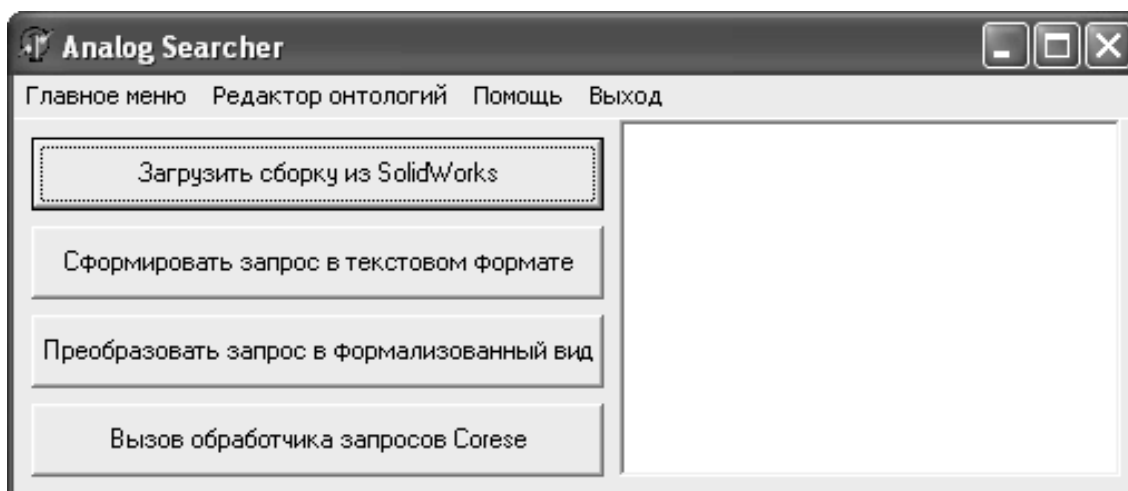 Analog Searcher
Главное меню Редактор онтологий Помощь Выход
Загрузить сборку из SolidWorks
Сформировать запрос в текстовом формате
Преобразовать запрос в формализованный вид
Вызов обработчика запросов Corese